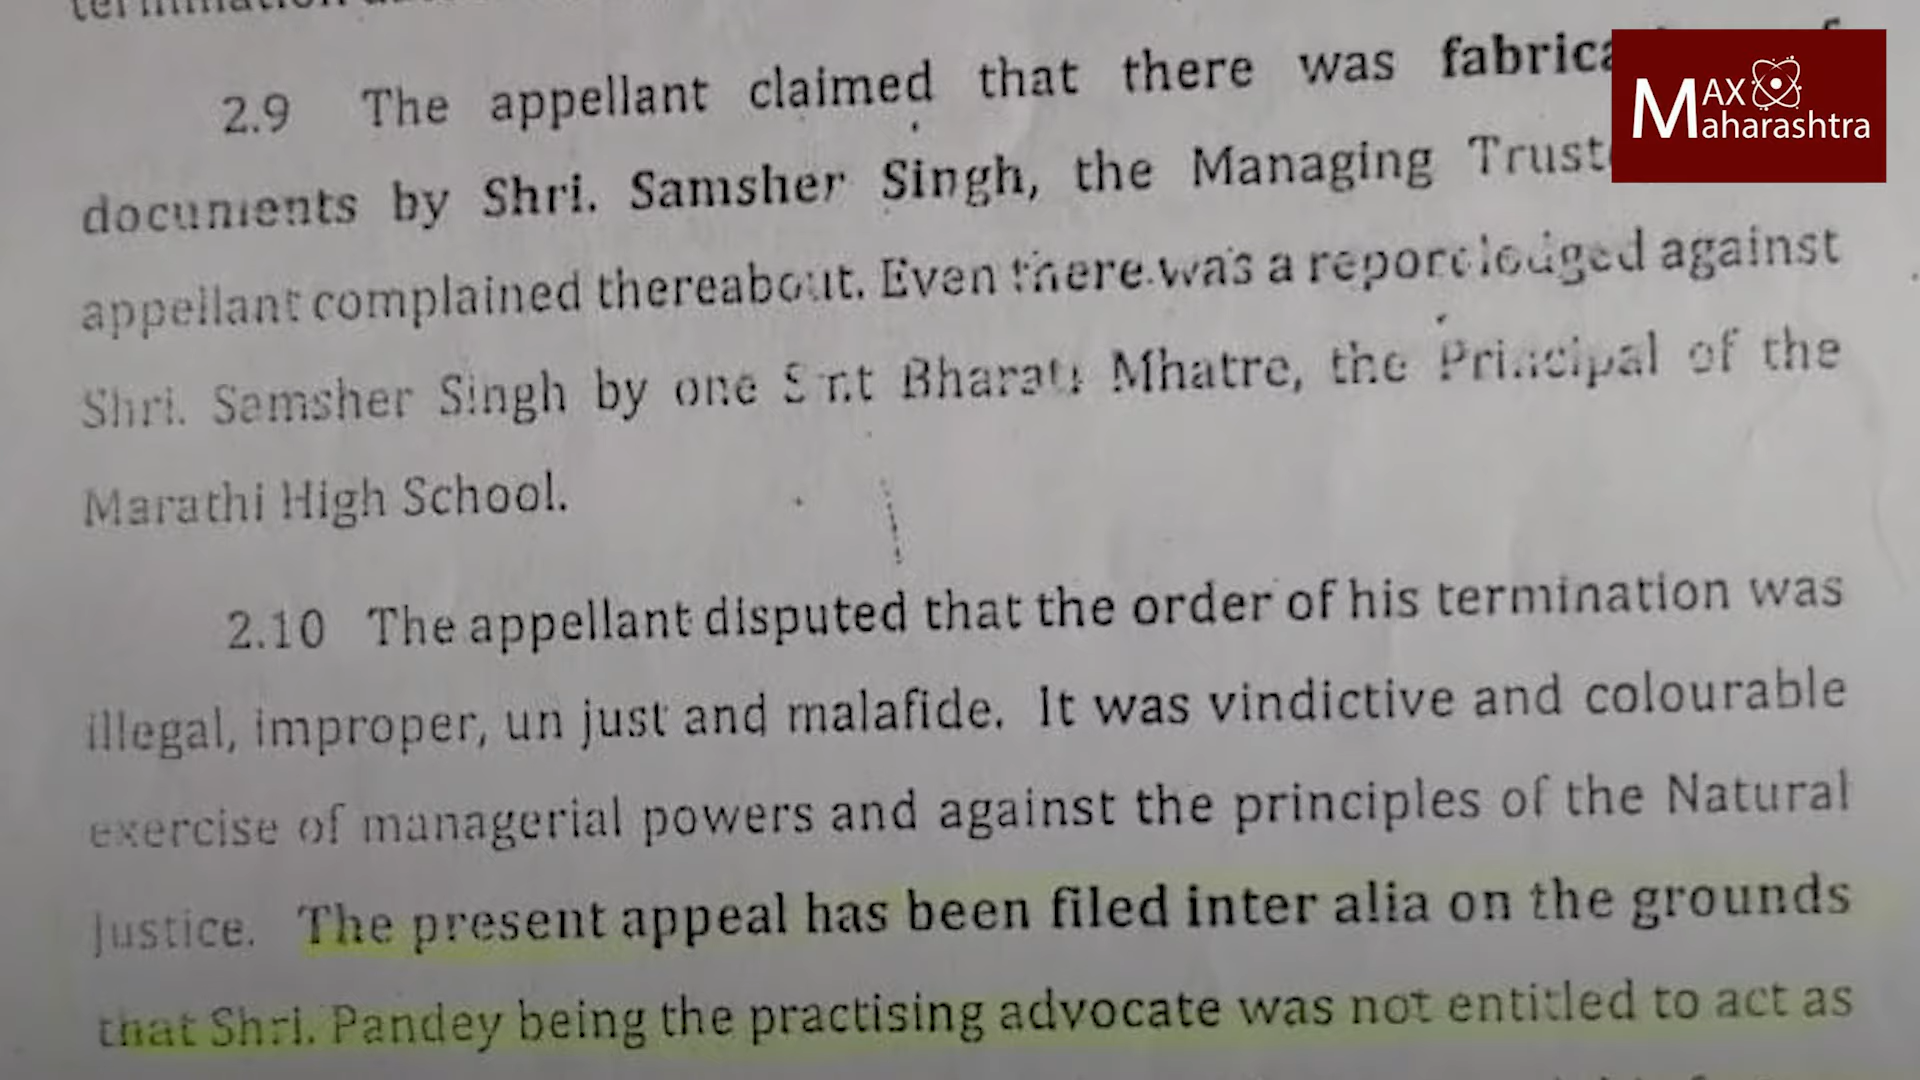 termination
2.9 The appellant claimed that there was
documents by Shri. Samsher Singh, the Managing
appellant complained thereabout. Even there was a report lodged against
Shri. Samsher Singh by one Smt Bharati Mhatre, the Principal of the
Marathi High School.
2.10 The appellant disputed that the order of his termination was
illegal, improper, un just and malafide. It was vindictive and colourable
exercise of managerial powers and against the principles of the Natural
Justice. The present appeal has been filed inter alia on the grounds
that Shri. Pandey being the practising advocate was not entitled to act as
MAX Maharashtra